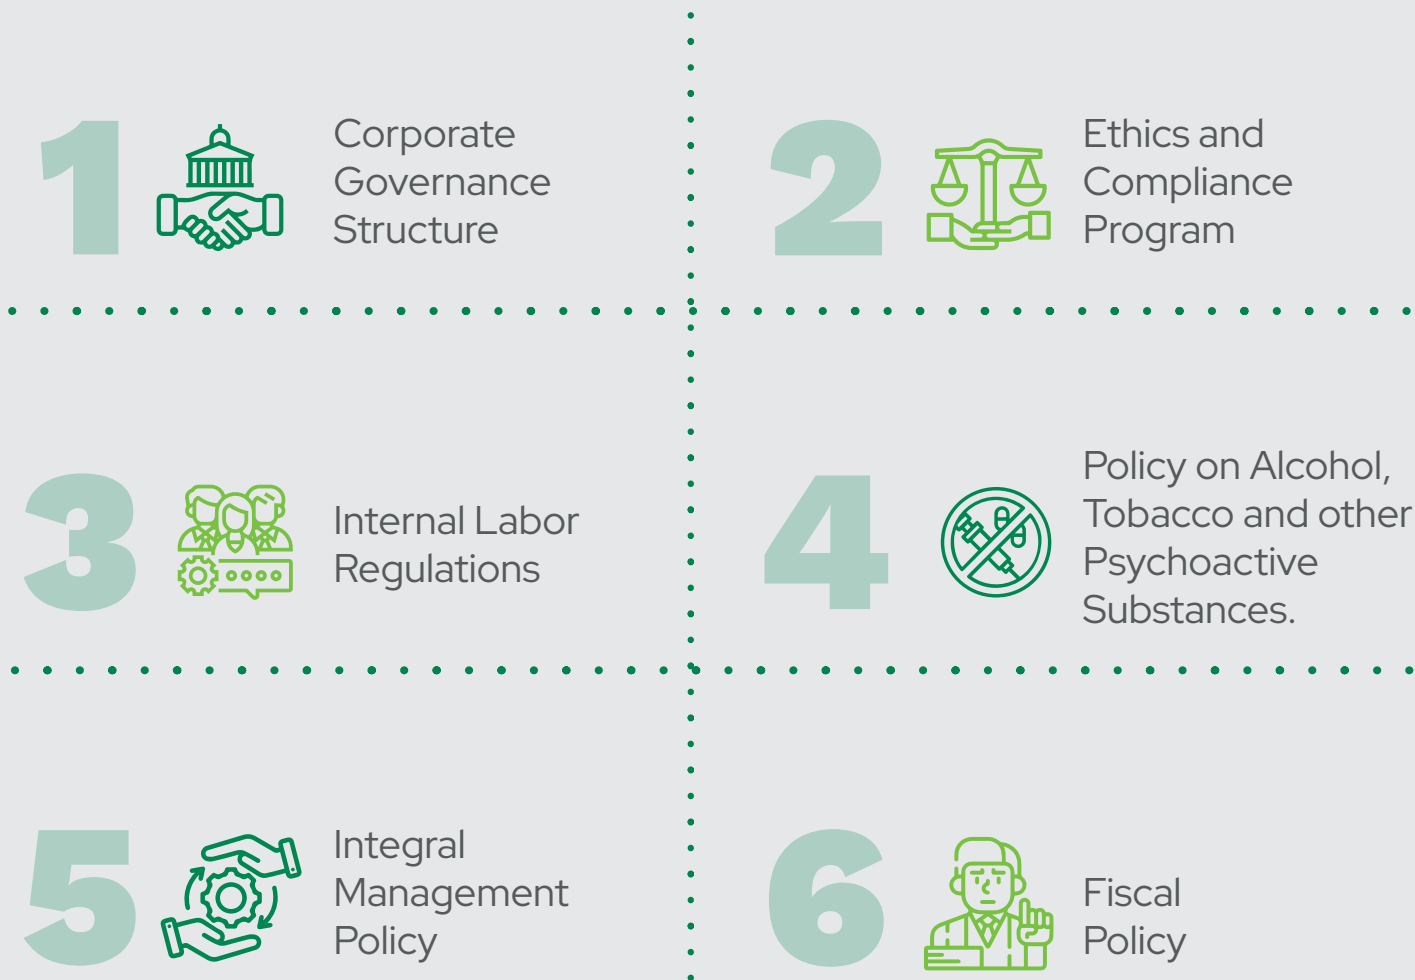 1
Corporate
Governance
Structure
2
Ethics and
Compliance
Program
3
Internal Labor
Regulations
4
Policy on Alcohol,
Tobacco and other
Psychoactive
Substances.
5
Integral
Management
Policy
6
Fiscal
Policy